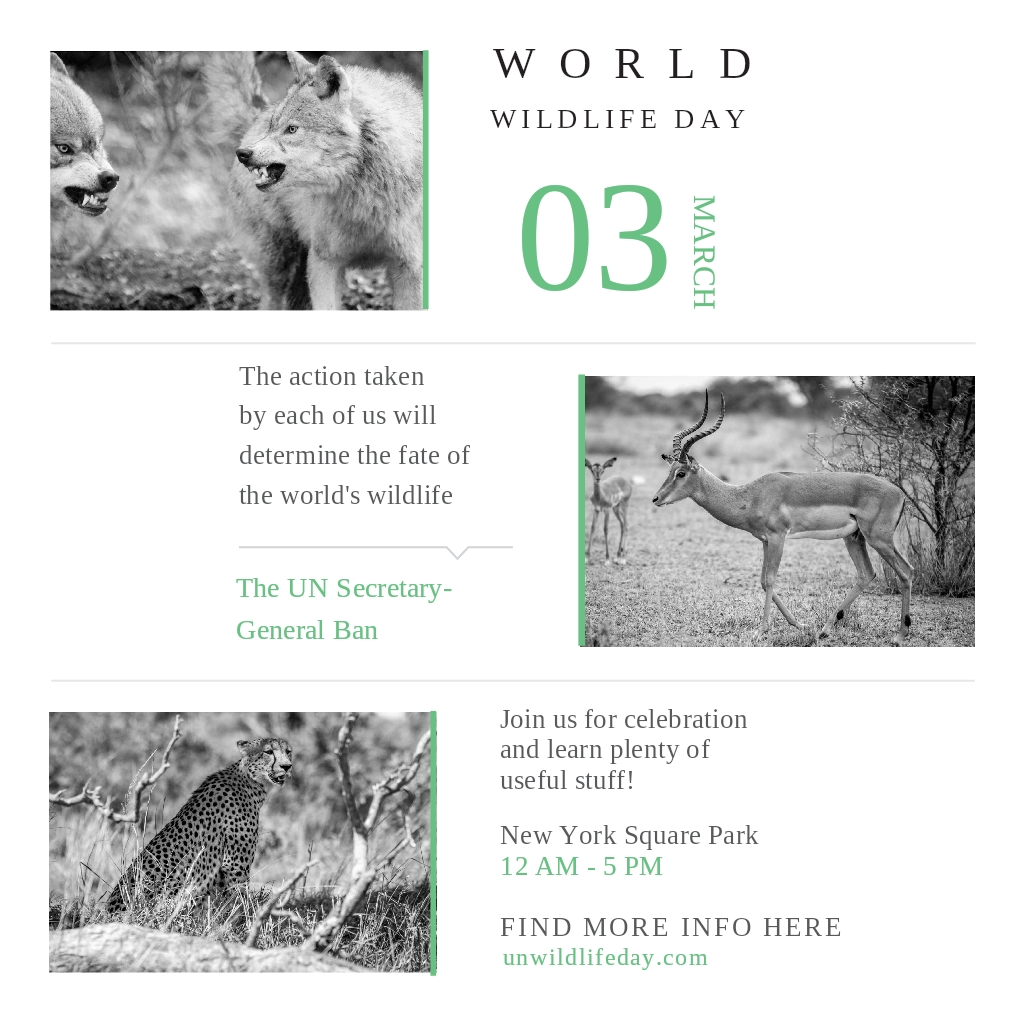 WORLD
WILDLIFE DAY
03
MARCH
The action taken
by each of us will
determine the fate of
the world's wildlife
The UN Secretary-
General Ban
Join us for celebration
and learn plenty of
useful stuff!
New York Square Park
12 AM - 5 PM
FIND MORE INFO HERE
unwildlifeday.com